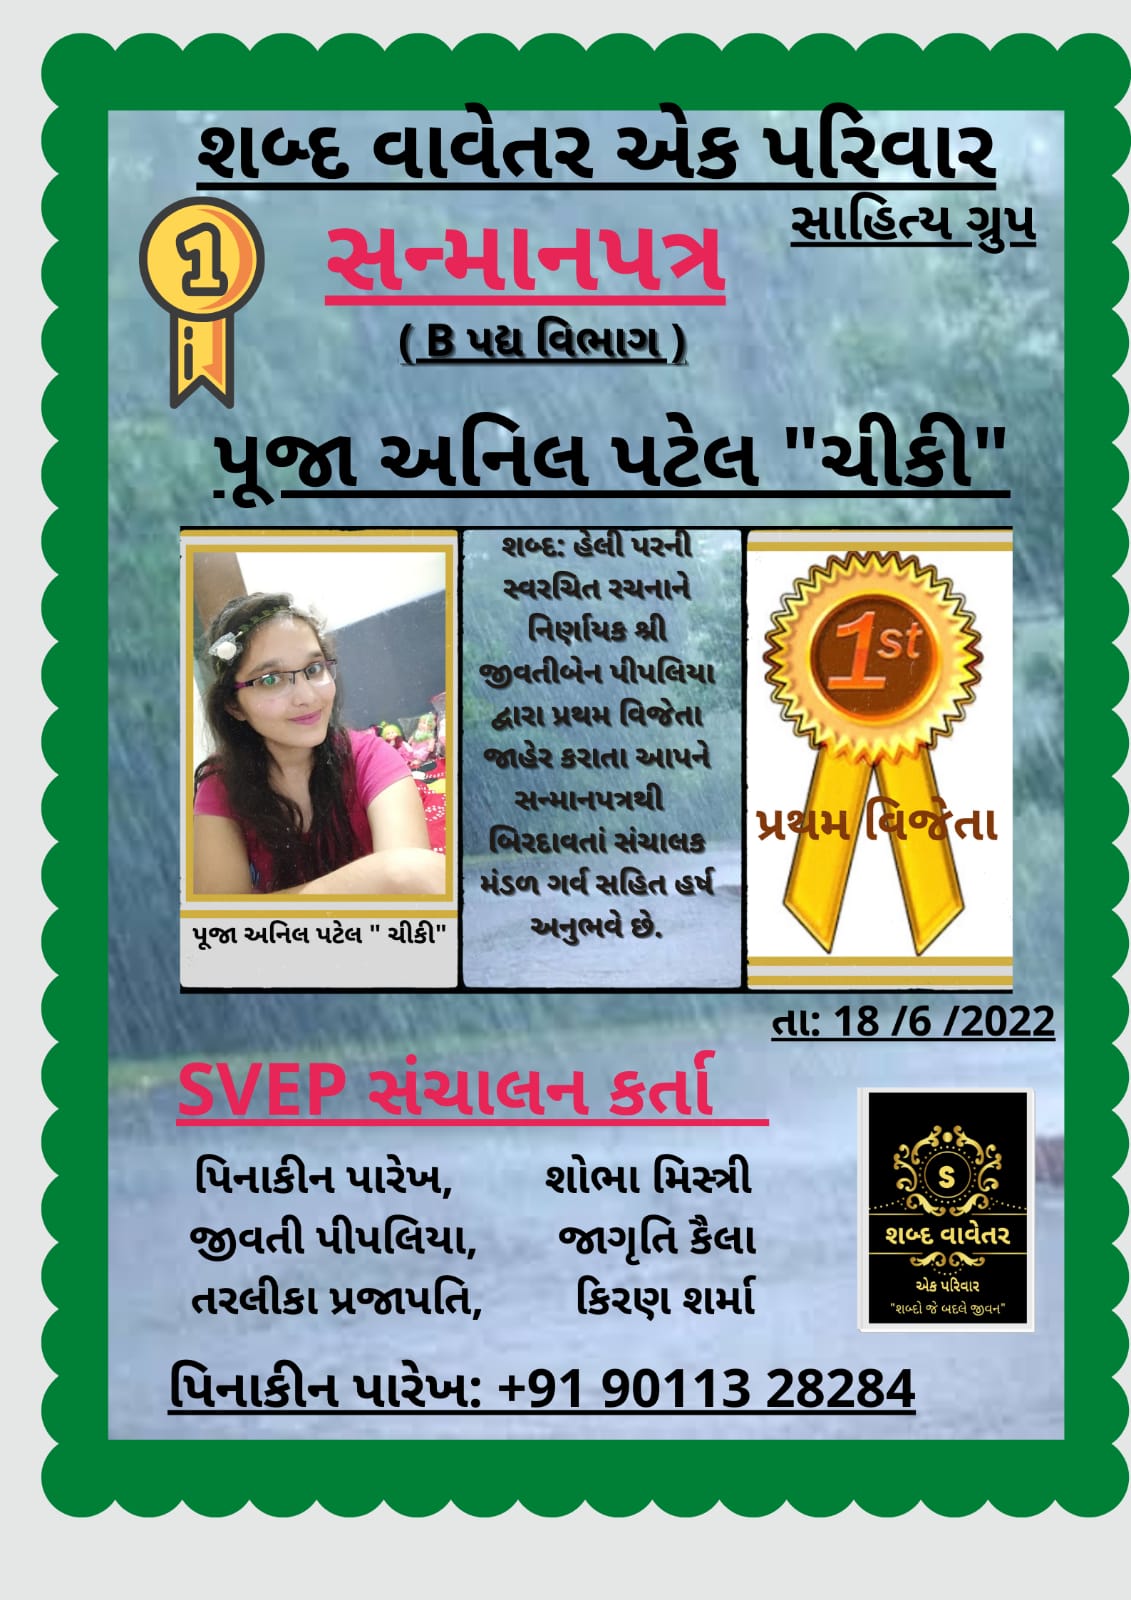 શબ્દ વાવેતર એક પરિવાર
સાહિત્ય ગ્રુપ
1
સન્માનપત્ર
( B પદ્ય વિભાગ )
પૂજા અનિલ પટેલ "ચીકી"
પૂજા અનિલ પટેલ " ચીકી"
શબ્દ: હેલી પરની
સ્વરચિત રચનાને
નિર્ણાયક શ્રી
જીવતીબેન પીપલિયા
દ્વારા પ્રથમ વિજેતા
જાહેર કરાતા આપને
સન્માનપત્રથી
બિરદાવતાં સંચાલક
મંડળ ગર્વ સહિત હર્ષ
અનુભવે છે.
1st
પ્રથમ વિજેતા
તા: 18 /6 /2022
SVEP સંચાલન કર્તા
પિનાકીન પારેખ, શોભા મિસ્ત્રી
જીવતી પીપલિયા, જાગૃતિ કૈલા
તરલીકા પ્રજાપતિ, કિરણ શર્મા
S
શબ્દ વાવેતર
એક પરિવાર
"શબ્દો જે બદલે જીવન"
પિનાકીન પારેખ: +91 90113 28284